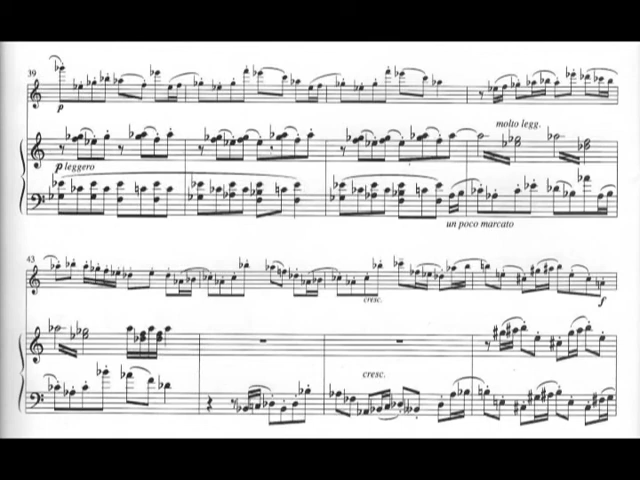 39
p
molto legg.
p leggero
un poco marcato
43
cresc.
f
cresc.